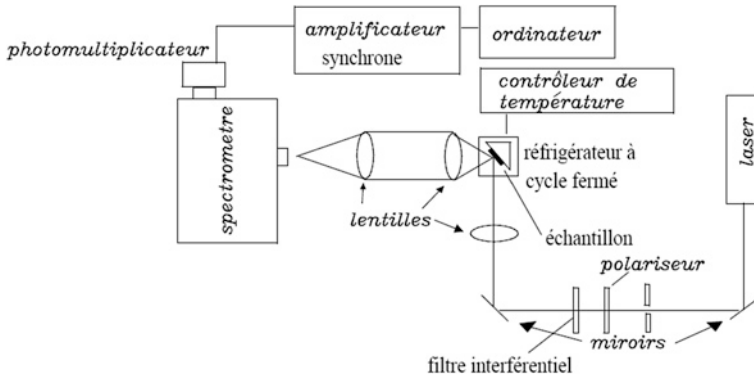 photomultiplicateur
amplificateur
synchrone
ordinateur
contrôleur de
température
laser
spectrometre
réfrigérateur à
cycle fermé
lentilles
échantillon
polariseur
miroirs
filtre interférentiel